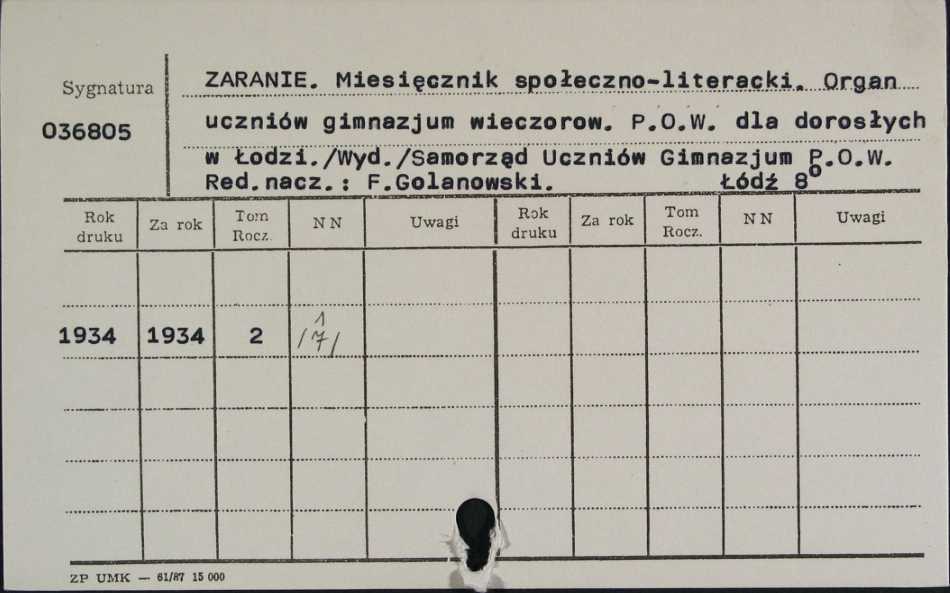 Sygnatura
036805
ZARANIE. Miesięcznik społeczno-literacki. Organ
uczniów gimnazjum wieczorow. P.O.W. dla dorosłych
w Łodzi./Wyd./Samorząd Uczniów Gimnazjum P.O.W.
Red.nacz.: F.Golanowski. Łódź 8⁰
Rok druku Za rok Tom Rocz. NN Uwagi Rok druku Za rok Tom Rocz. NN Uwagi
1934 1934 2 1 /7/
ZP UMK — 61/87 15 000